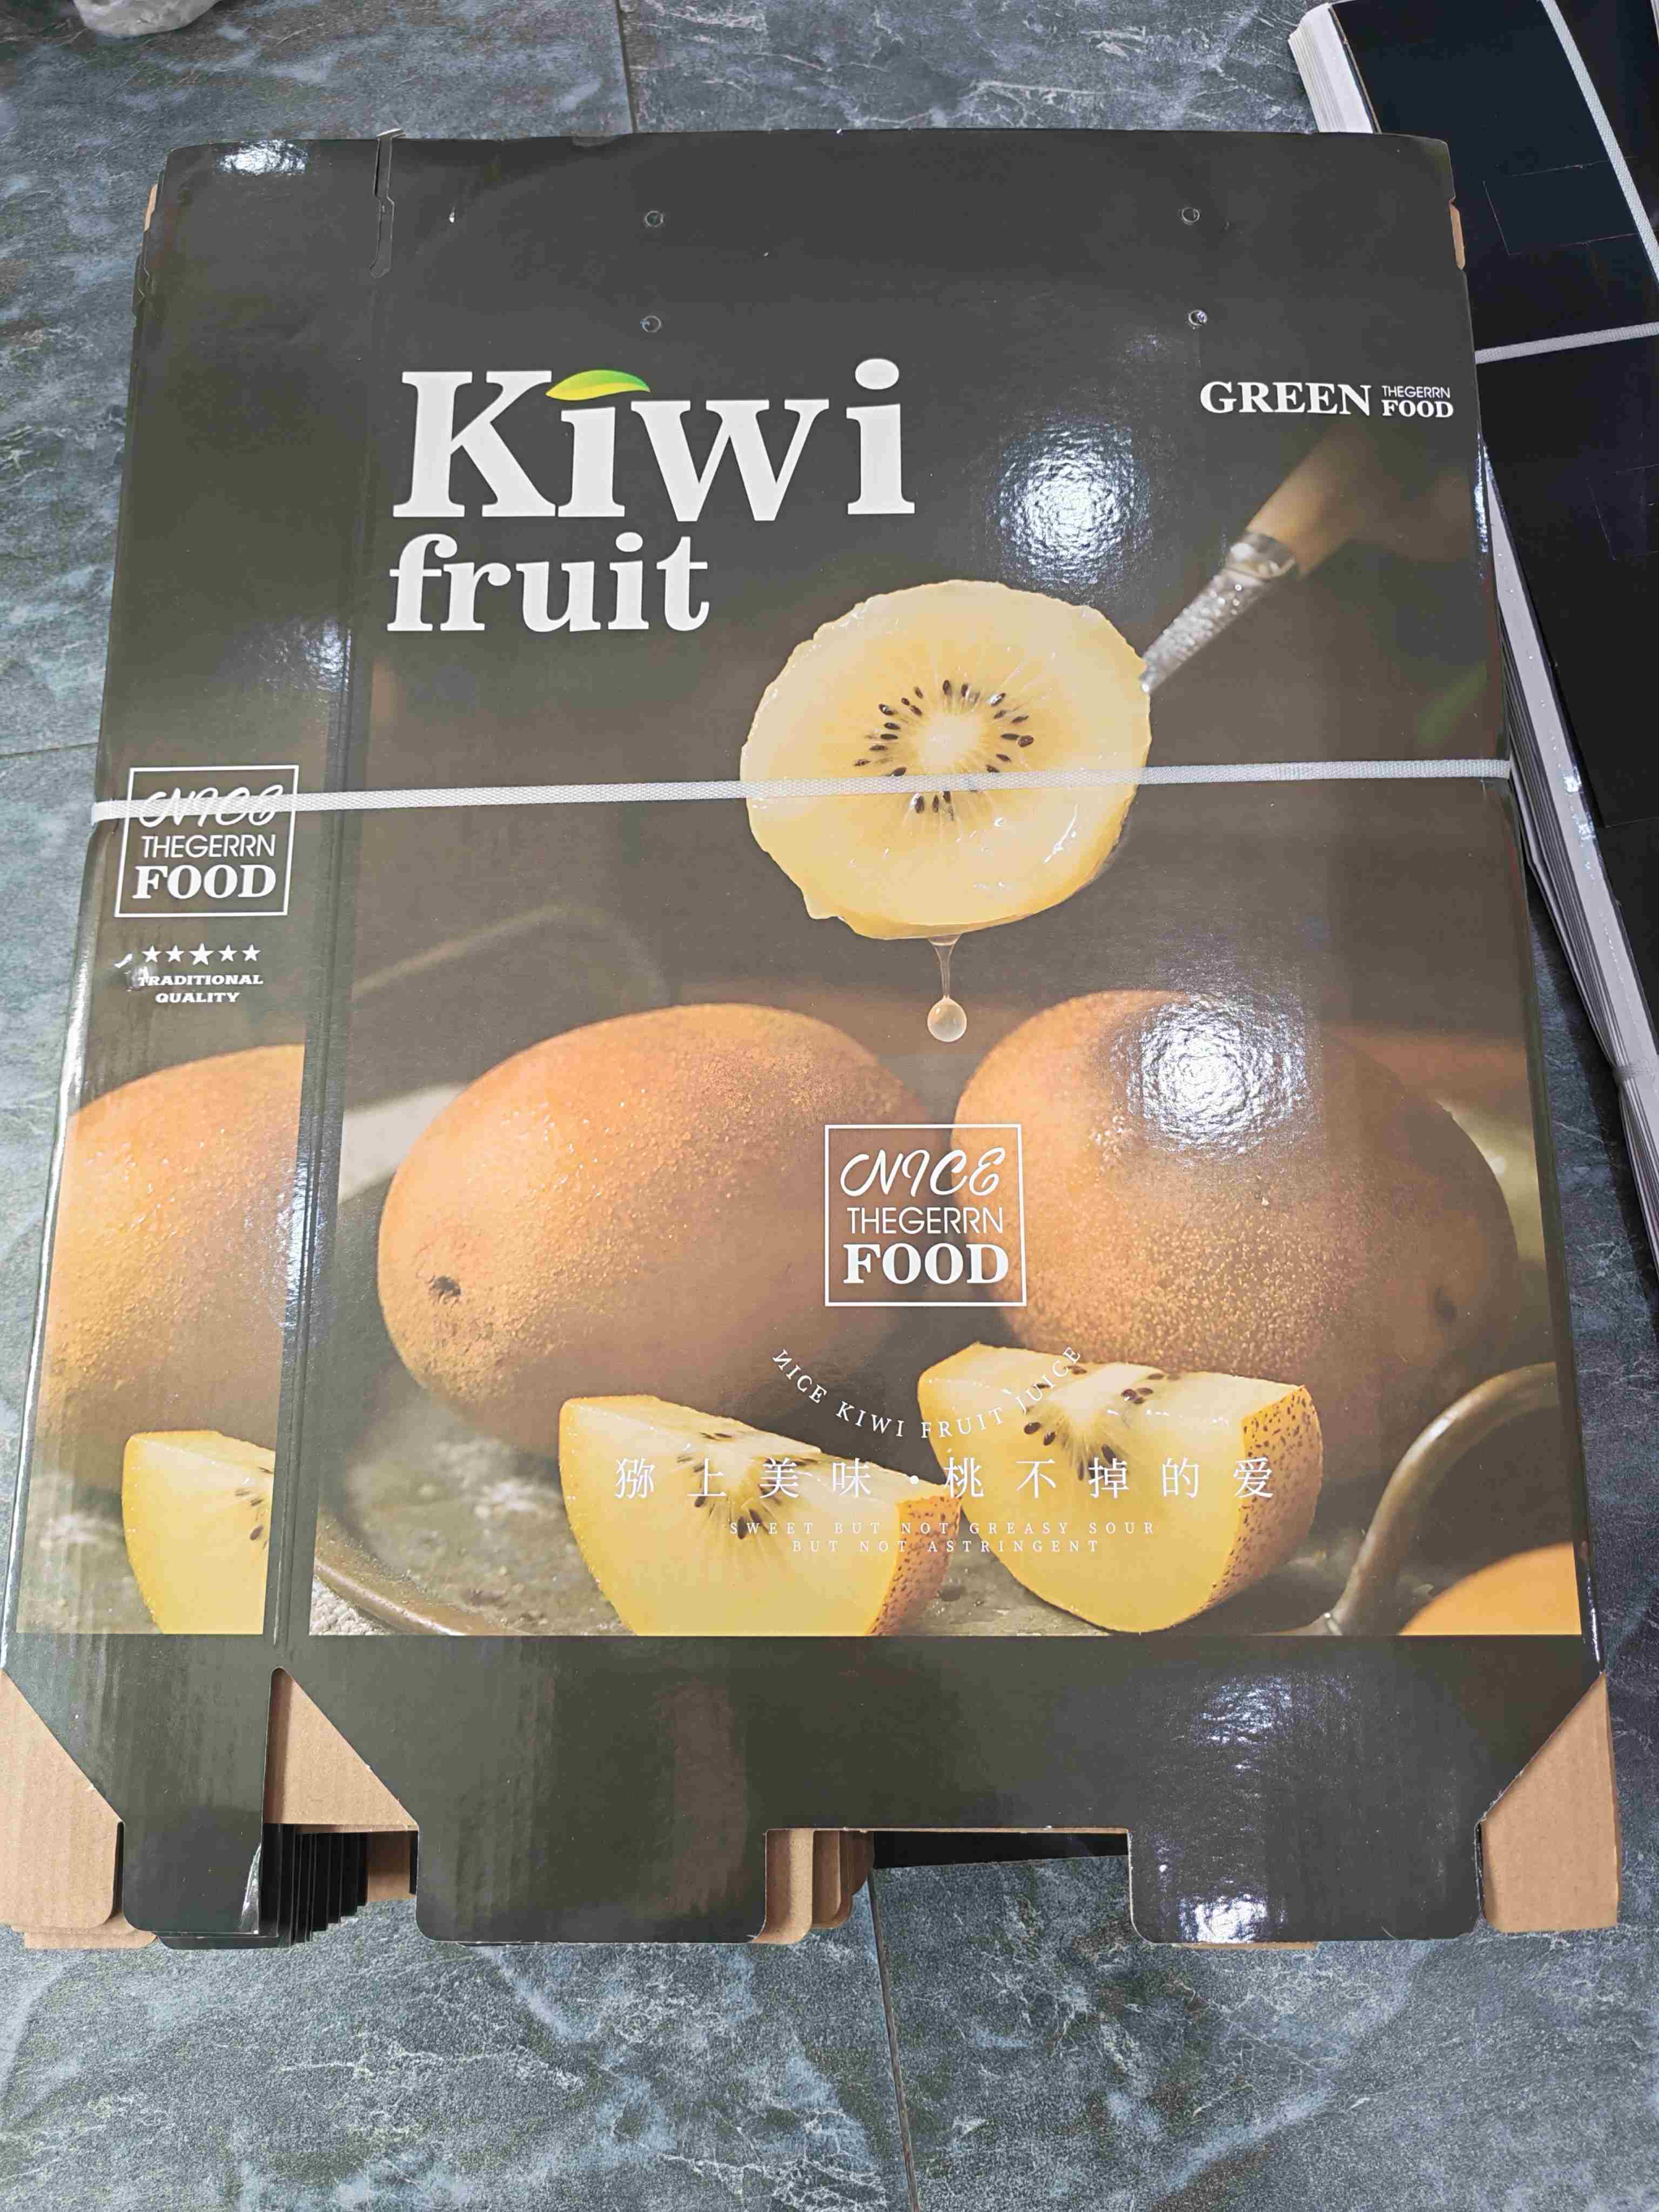 Kiwi
fruit
GREEN THEGERRN
FOOD
NICE
THEGERRN
FOOD
★★★★★
TRADITIONAL
QUALITY
NICE
THEGERRN
FOOD
NICE KIWI FRUIT JUICE
猕上美味·桃不掉的爱
SWEET BUT NOT GREASY SOUR
BUT NOT ASTRINGENT